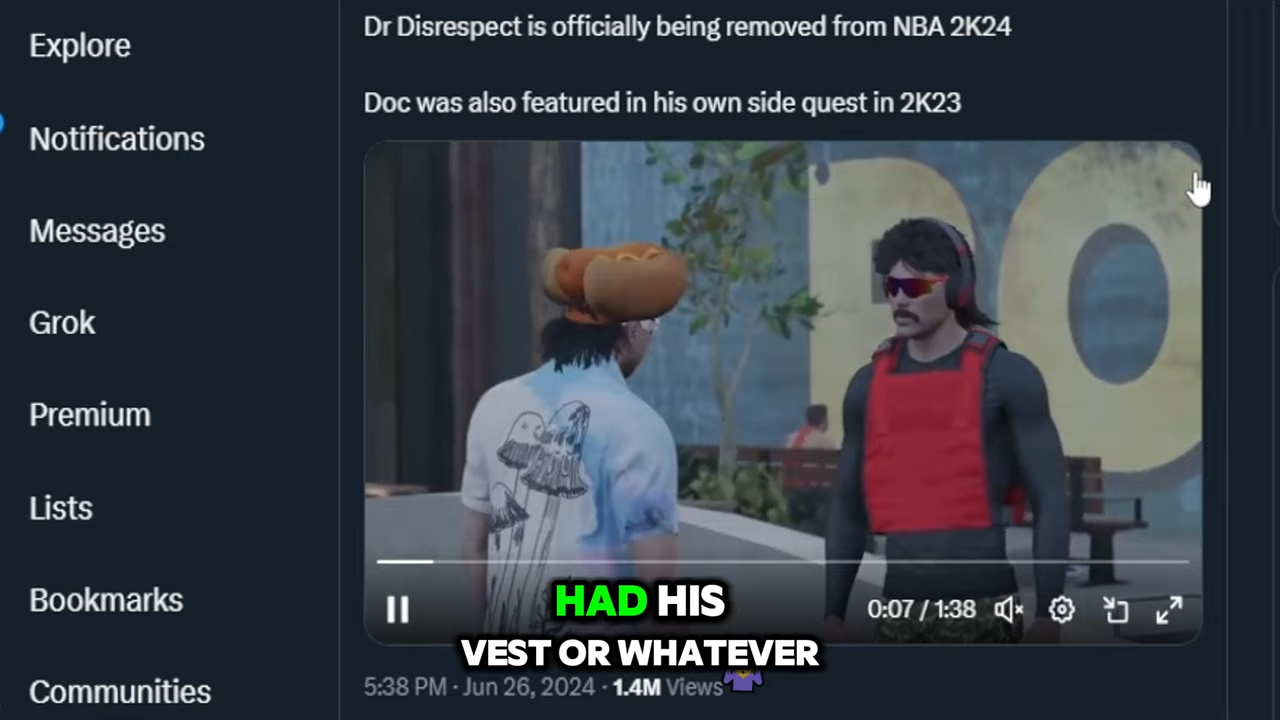 Explore
Notifications
Messages
Grok
Premium
Lists
Bookmarks
Communities
Dr Disrespect is officially being removed from NBA 2K24
Doc was also featured in his own side quest in 2K23
0:07 / 1:38
HAD HIS
VEST OR WHATEVER
5:38 PM · Jun 26, 2024 · 1.4M Views